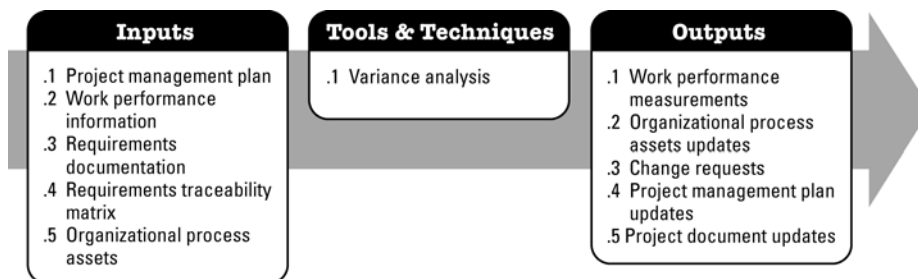 Inputs
.1 Project management plan
.2 Work performance
information
.3 Requirements
documentation
.4 Requirements traceability
matrix
.5 Organizational process
assets
Tools & Techniques
.1 Variance analysis
Outputs
.1 Work performance
measurements
.2 Organizational process
assets updates
.3 Change requests
.4 Project management plan
updates
.5 Project document updates